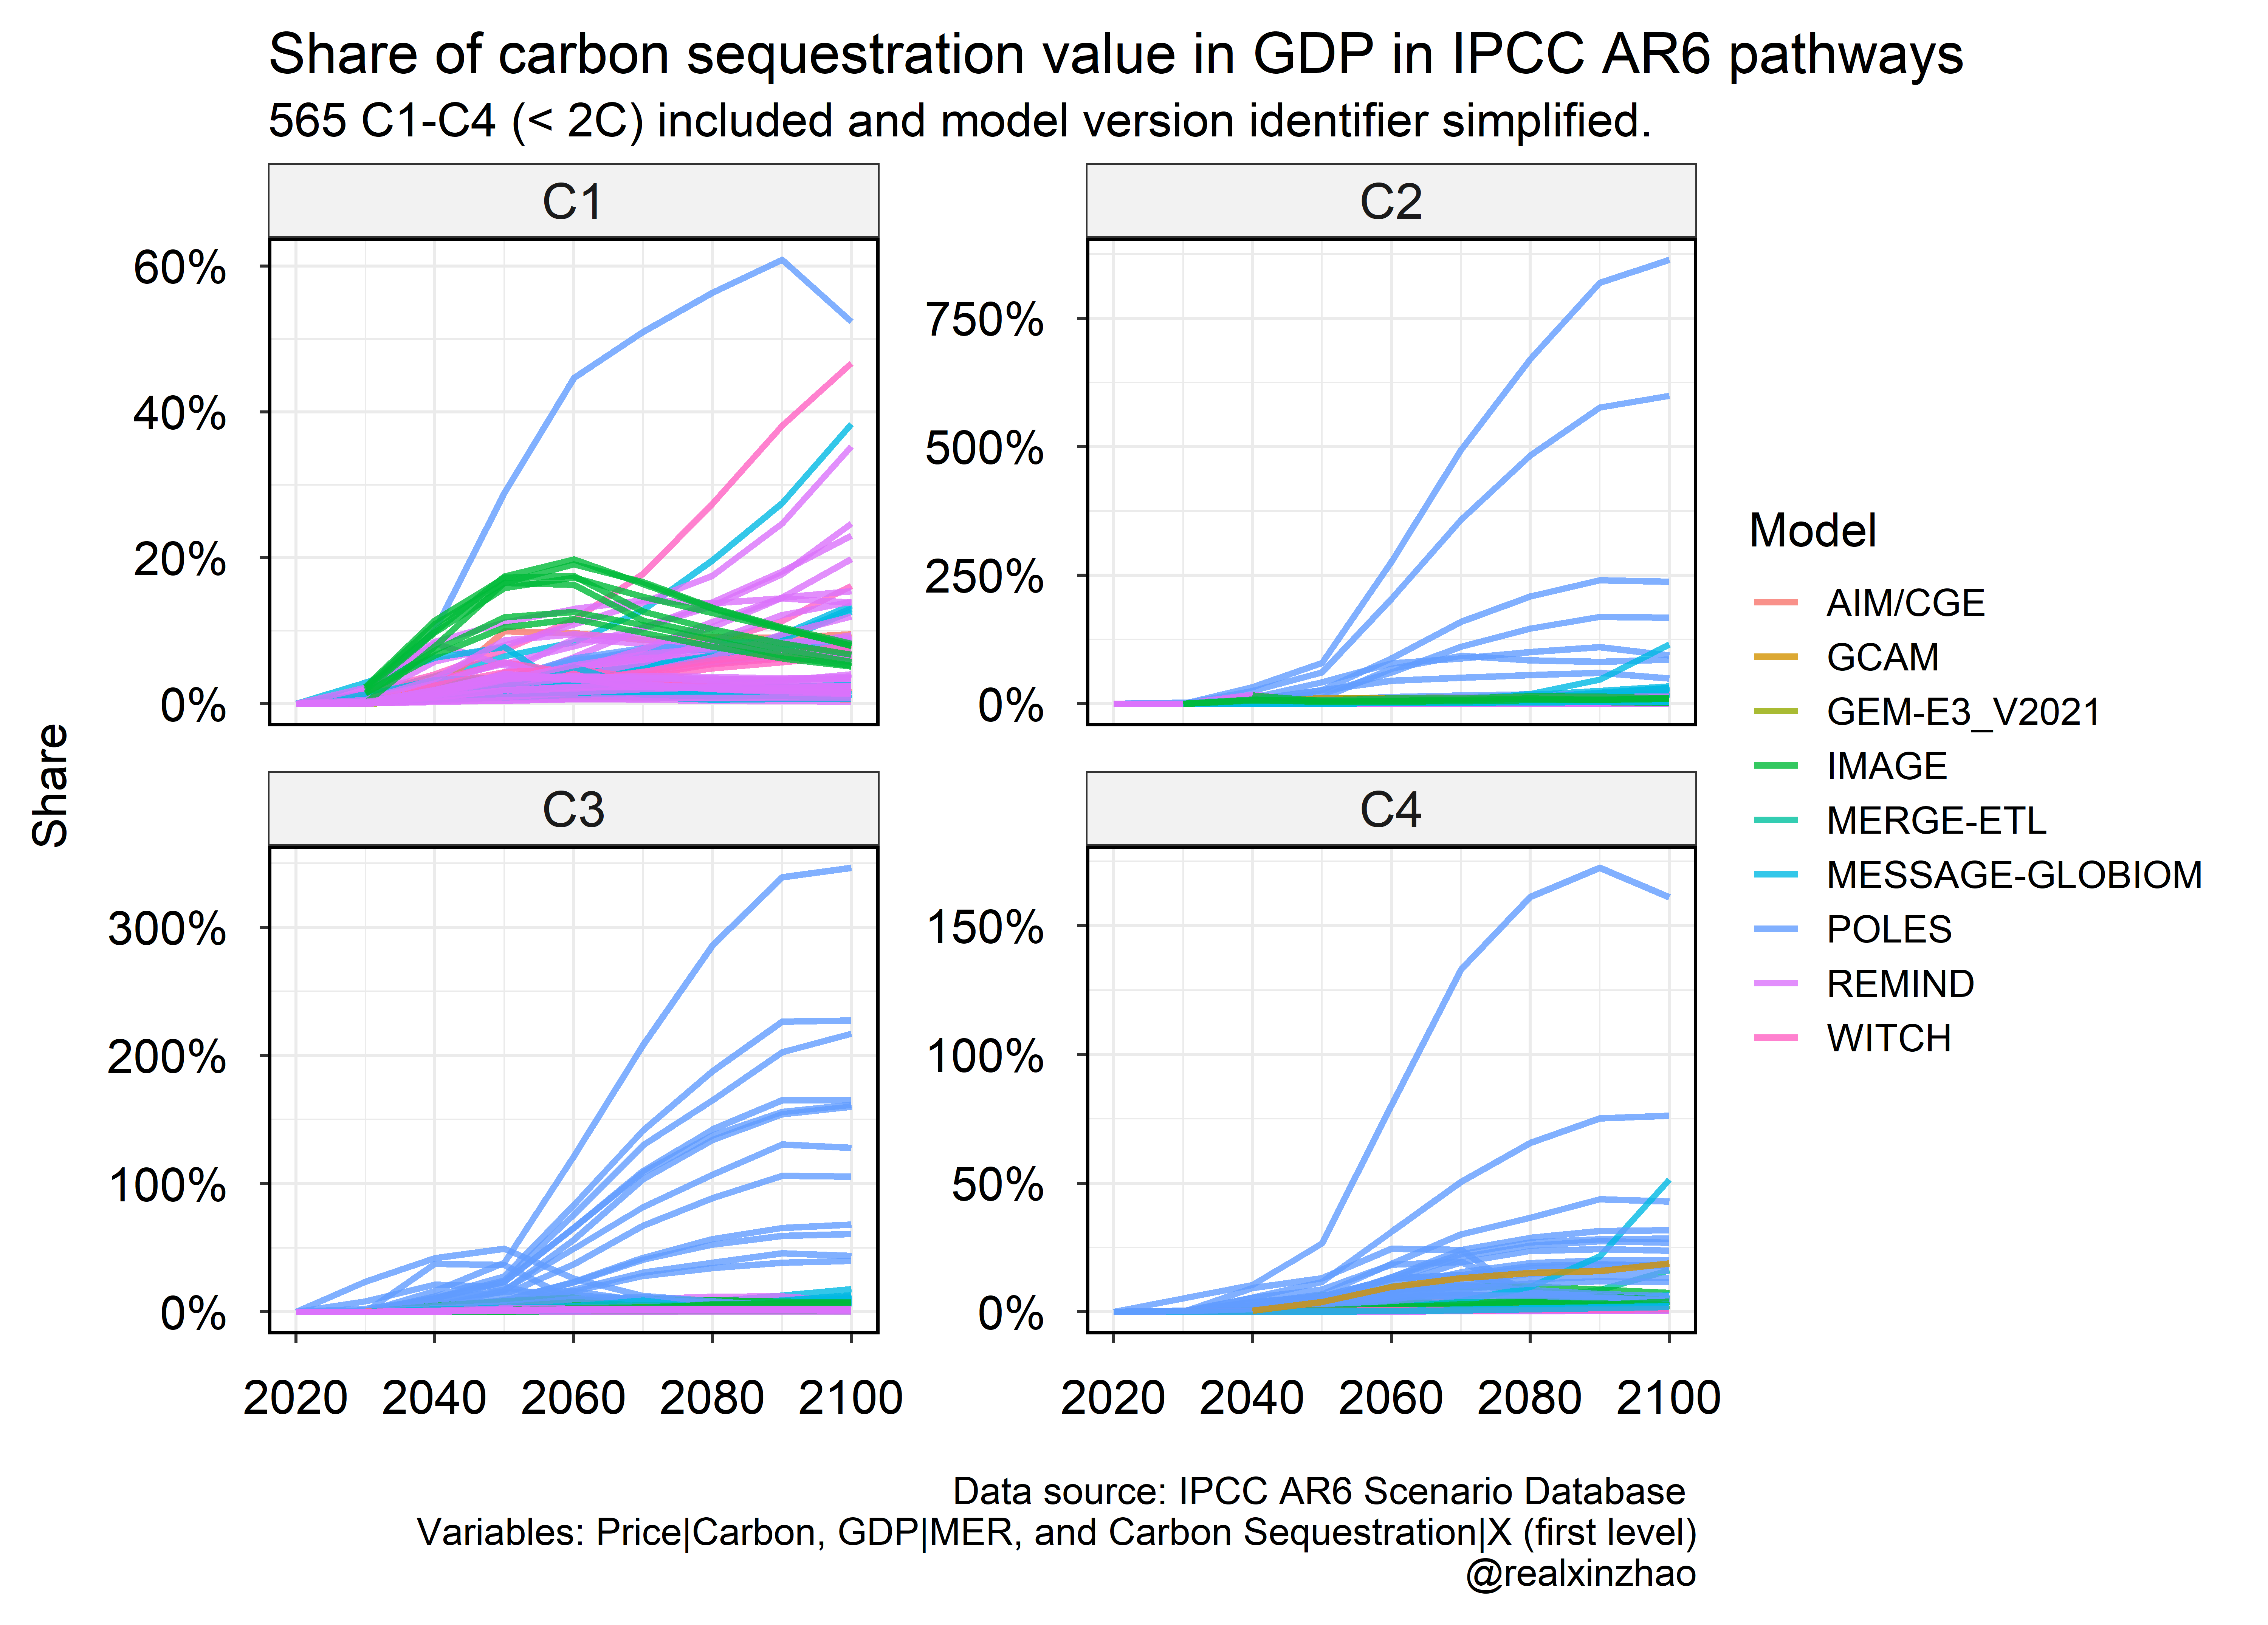 Share of carbon sequestration value in GDP in IPCC AR6 pathways
565 C1-C4 (< 2C) included and model version identifier simplified.
C1
60%
40%
20%
0%
C2
750%
500%
250%
0%
Share
C3
300%
200%
100%
0%
2020 2040 2060 2080 2100
C4
150%
100%
50%
0%
2020 2040 2060 2080 2100
Model
AIM/CGE
GCAM
GEM-E3_V2021
IMAGE
MERGE-ETL
MESSAGE-GLOBIOM
POLES
REMIND
WITCH
Data source: IPCC AR6 Scenario Database
Variables: Price|Carbon, GDP|MER, and Carbon Sequestration|X (first level)
@realxinzhao